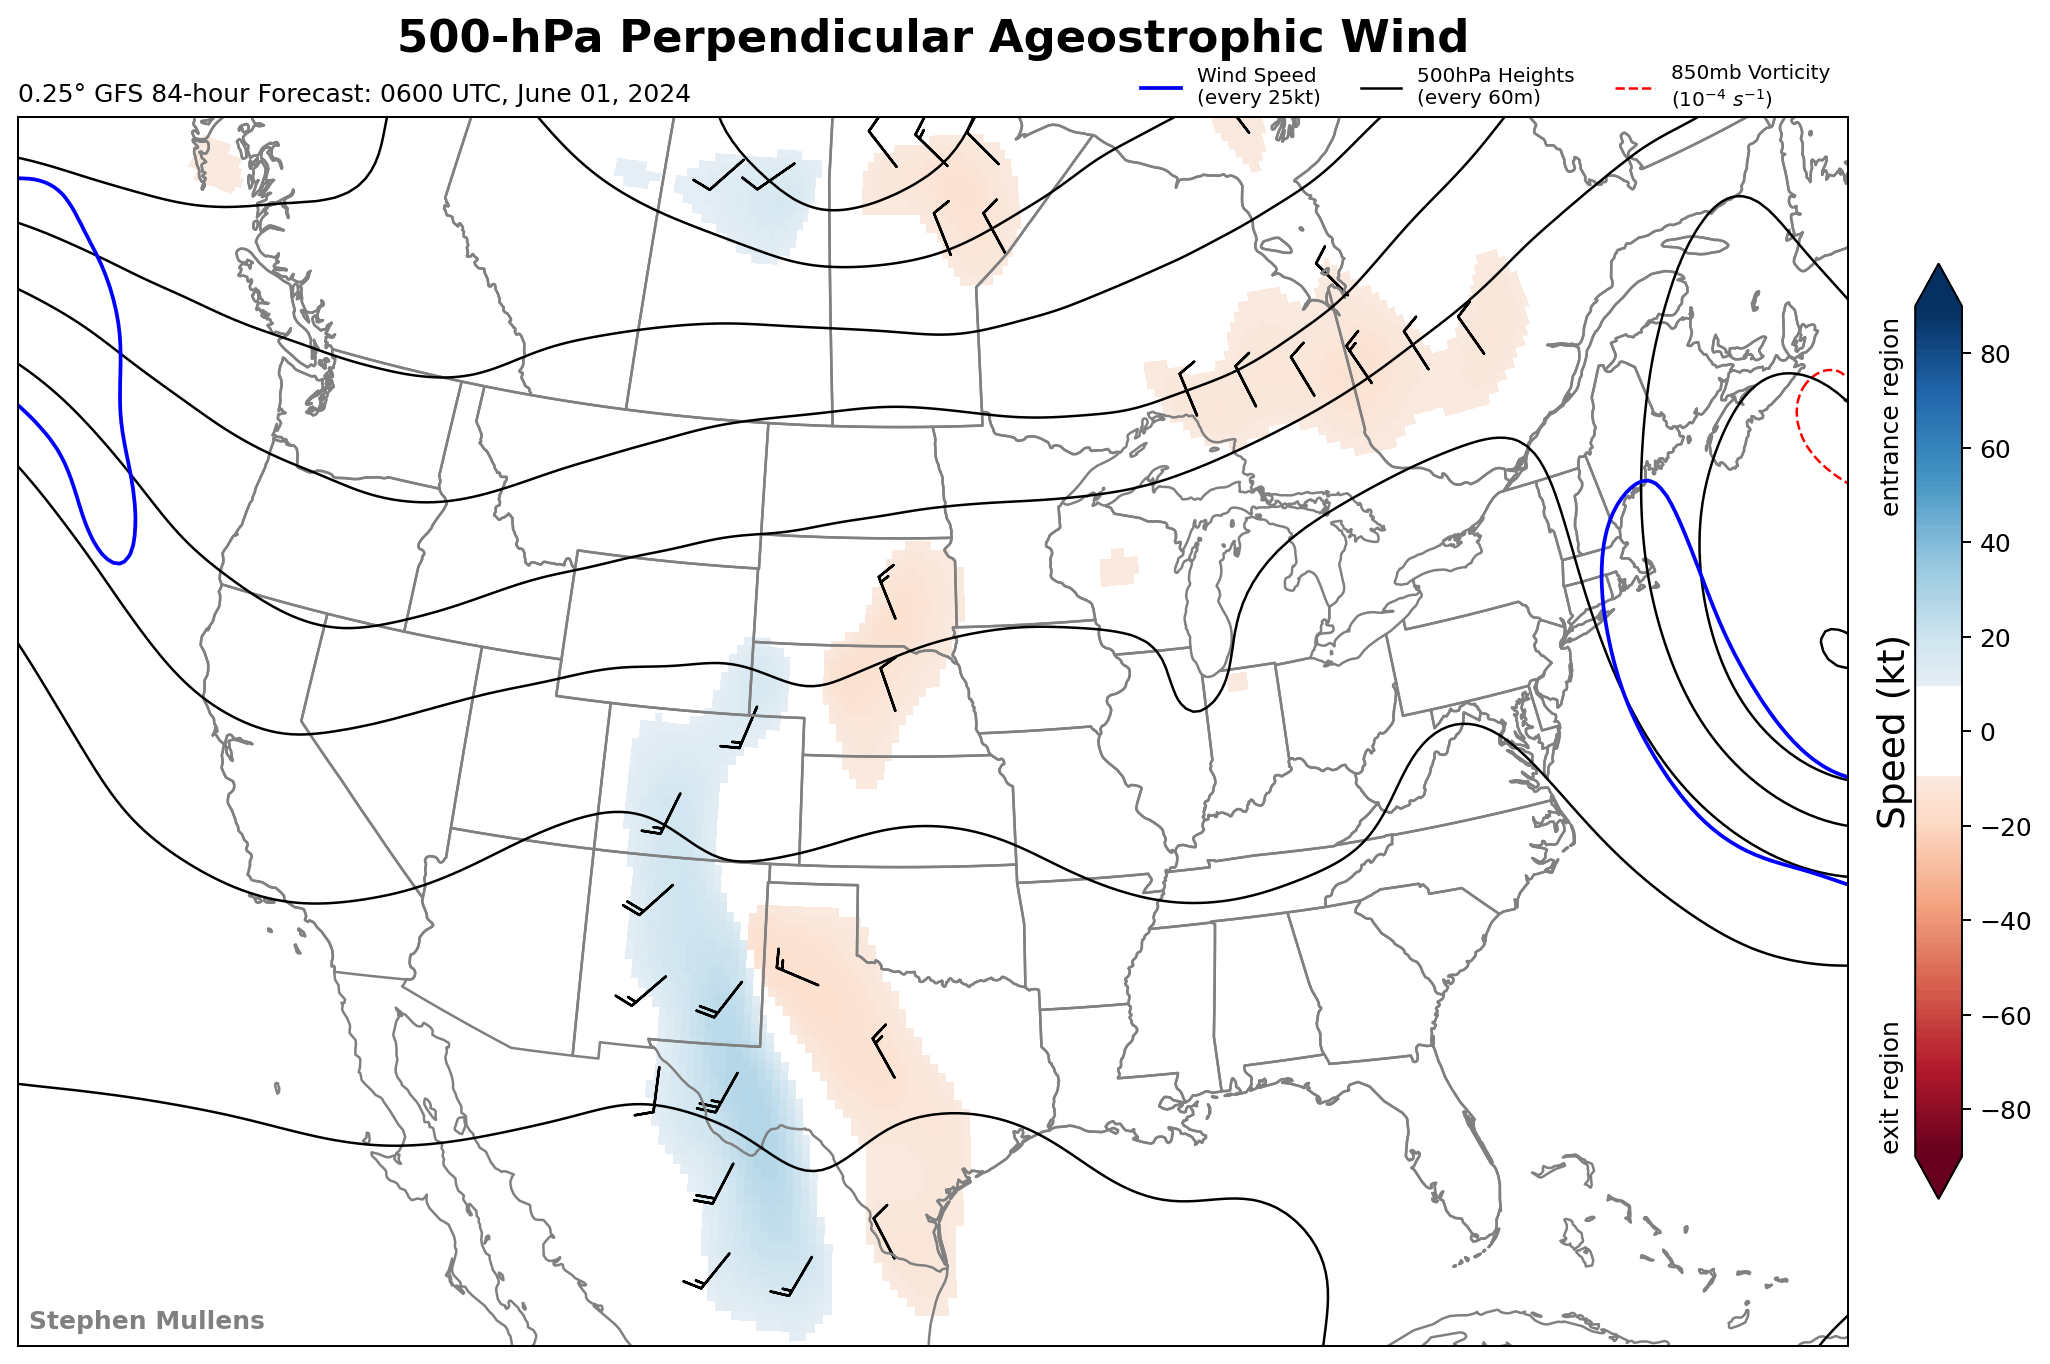 500-hPa Perpendicular Ageostrophic Wind
0.25° GFS 84-hour Forecast: 0600 UTC, June 01, 2024
Wind Speed
(every 25kt)
500hPa Heights
(every 60m)
850mb Vorticity
(10⁻⁴ s⁻¹)
entrance region
exit region
Speed (kt)
80
60
40
20
0
−20
−40
−60
−80
Stephen Mullens